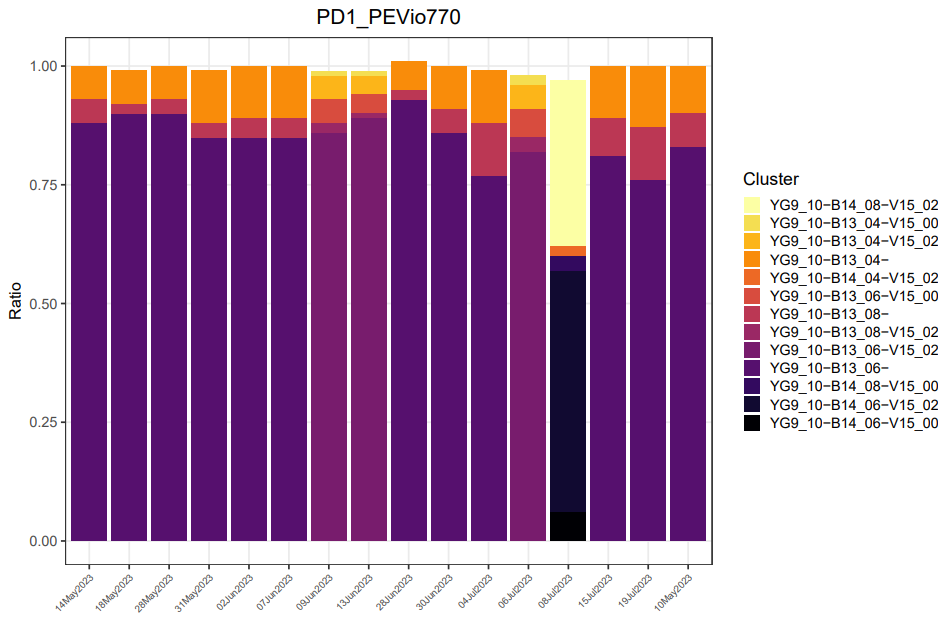 PD1_PEVio770
1.00
0.75
0.50
0.25
0.00
Ratio
14May2023
18May2023
28May2023
31May2023
02Jun2023
07Jun2023
09Jun2023
13Jun2023
28Jun2023
30Jun2023
04Jul2023
06Jul2023
08Jul2023
15Jul2023
19Jul2023
10May2023
Cluster
YG9_10−B14_08−V15_02
YG9_10−B13_04−V15_00
YG9_10−B13_04−V15_02
YG9_10−B13_04−
YG9_10−B14_04−V15_02
YG9_10−B13_06−V15_00
YG9_10−B13_08−
YG9_10−B13_08−V15_02
YG9_10−B13_06−V15_02
YG9_10−B13_06−
YG9_10−B14_08−V15_00
YG9_10−B14_06−V15_02
YG9_10−B14_06−V15_00